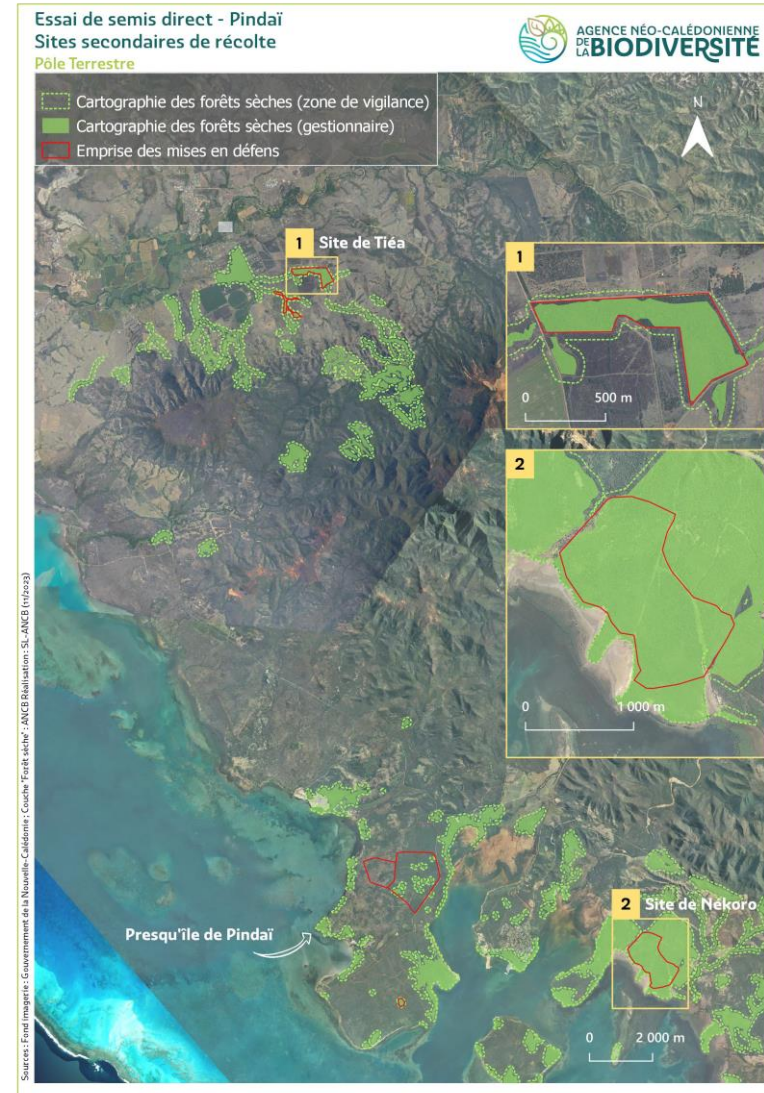 Essai de semis direct - Pindaï
Sites secondaires de récolte
Pôle Terrestre
AGENCE NÉO-CALÉDONIENNE
DE LA BIODIVERSITÉ
Cartographie des forêts sèches (zone de vigilance)
Cartographie des forêts sèches (gestionnaire)
Emprise des mises en défens
N
1 Site de Tiéa
1
0 500 m
2
0 1 000 m
Presqu'île de Pindaï
2 Site de Nékoro
0 2 000 m
Sources : Fond imagerie : Gouvernement de la Nouvelle-Calédonie ; Couche "Forêt sèche" : ANCB Réalisation : SL-ANCB (11/2023)